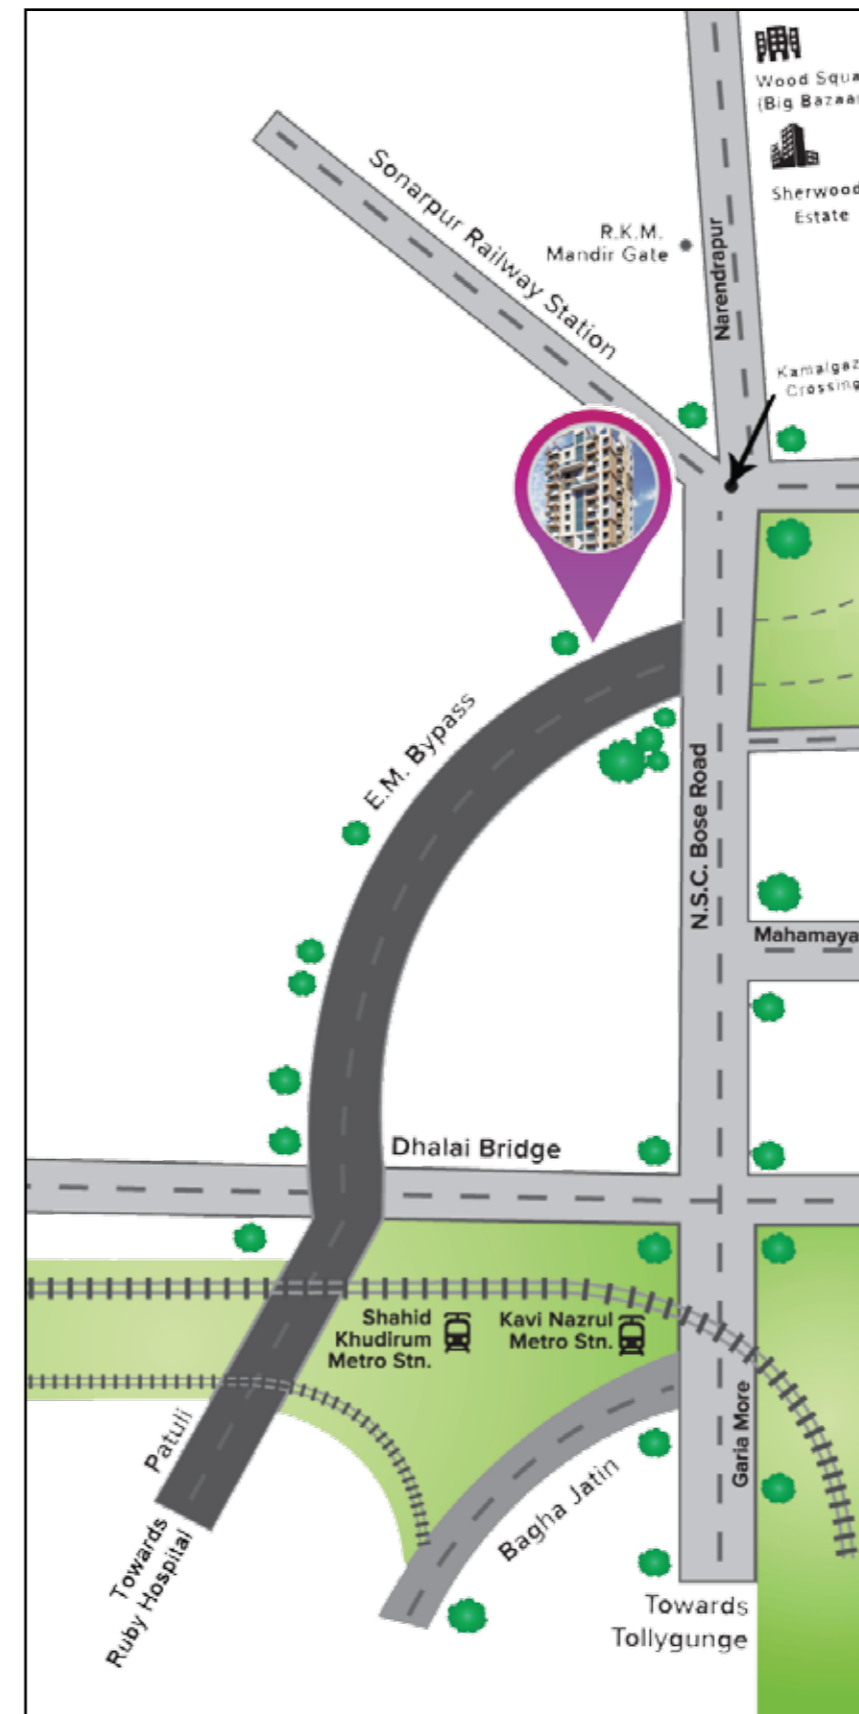 Wood Squa
(Big Bazaar
Sherwood
Estate
Sonarpur Railway Station
R.K.M.
Mandir Gate
Narendrapur
Kamalgaz
Crossing
E.M. Bypass
N.S.C. Bose Road
Mahamaya
Dhalai Bridge
Shahid
Khudirum
Metro Stn.
Kavi Nazrul
Metro Stn.
Patuli
Garia More
Bagha Jatin
Towards
Ruby Hospital
Towards
Tollygunge